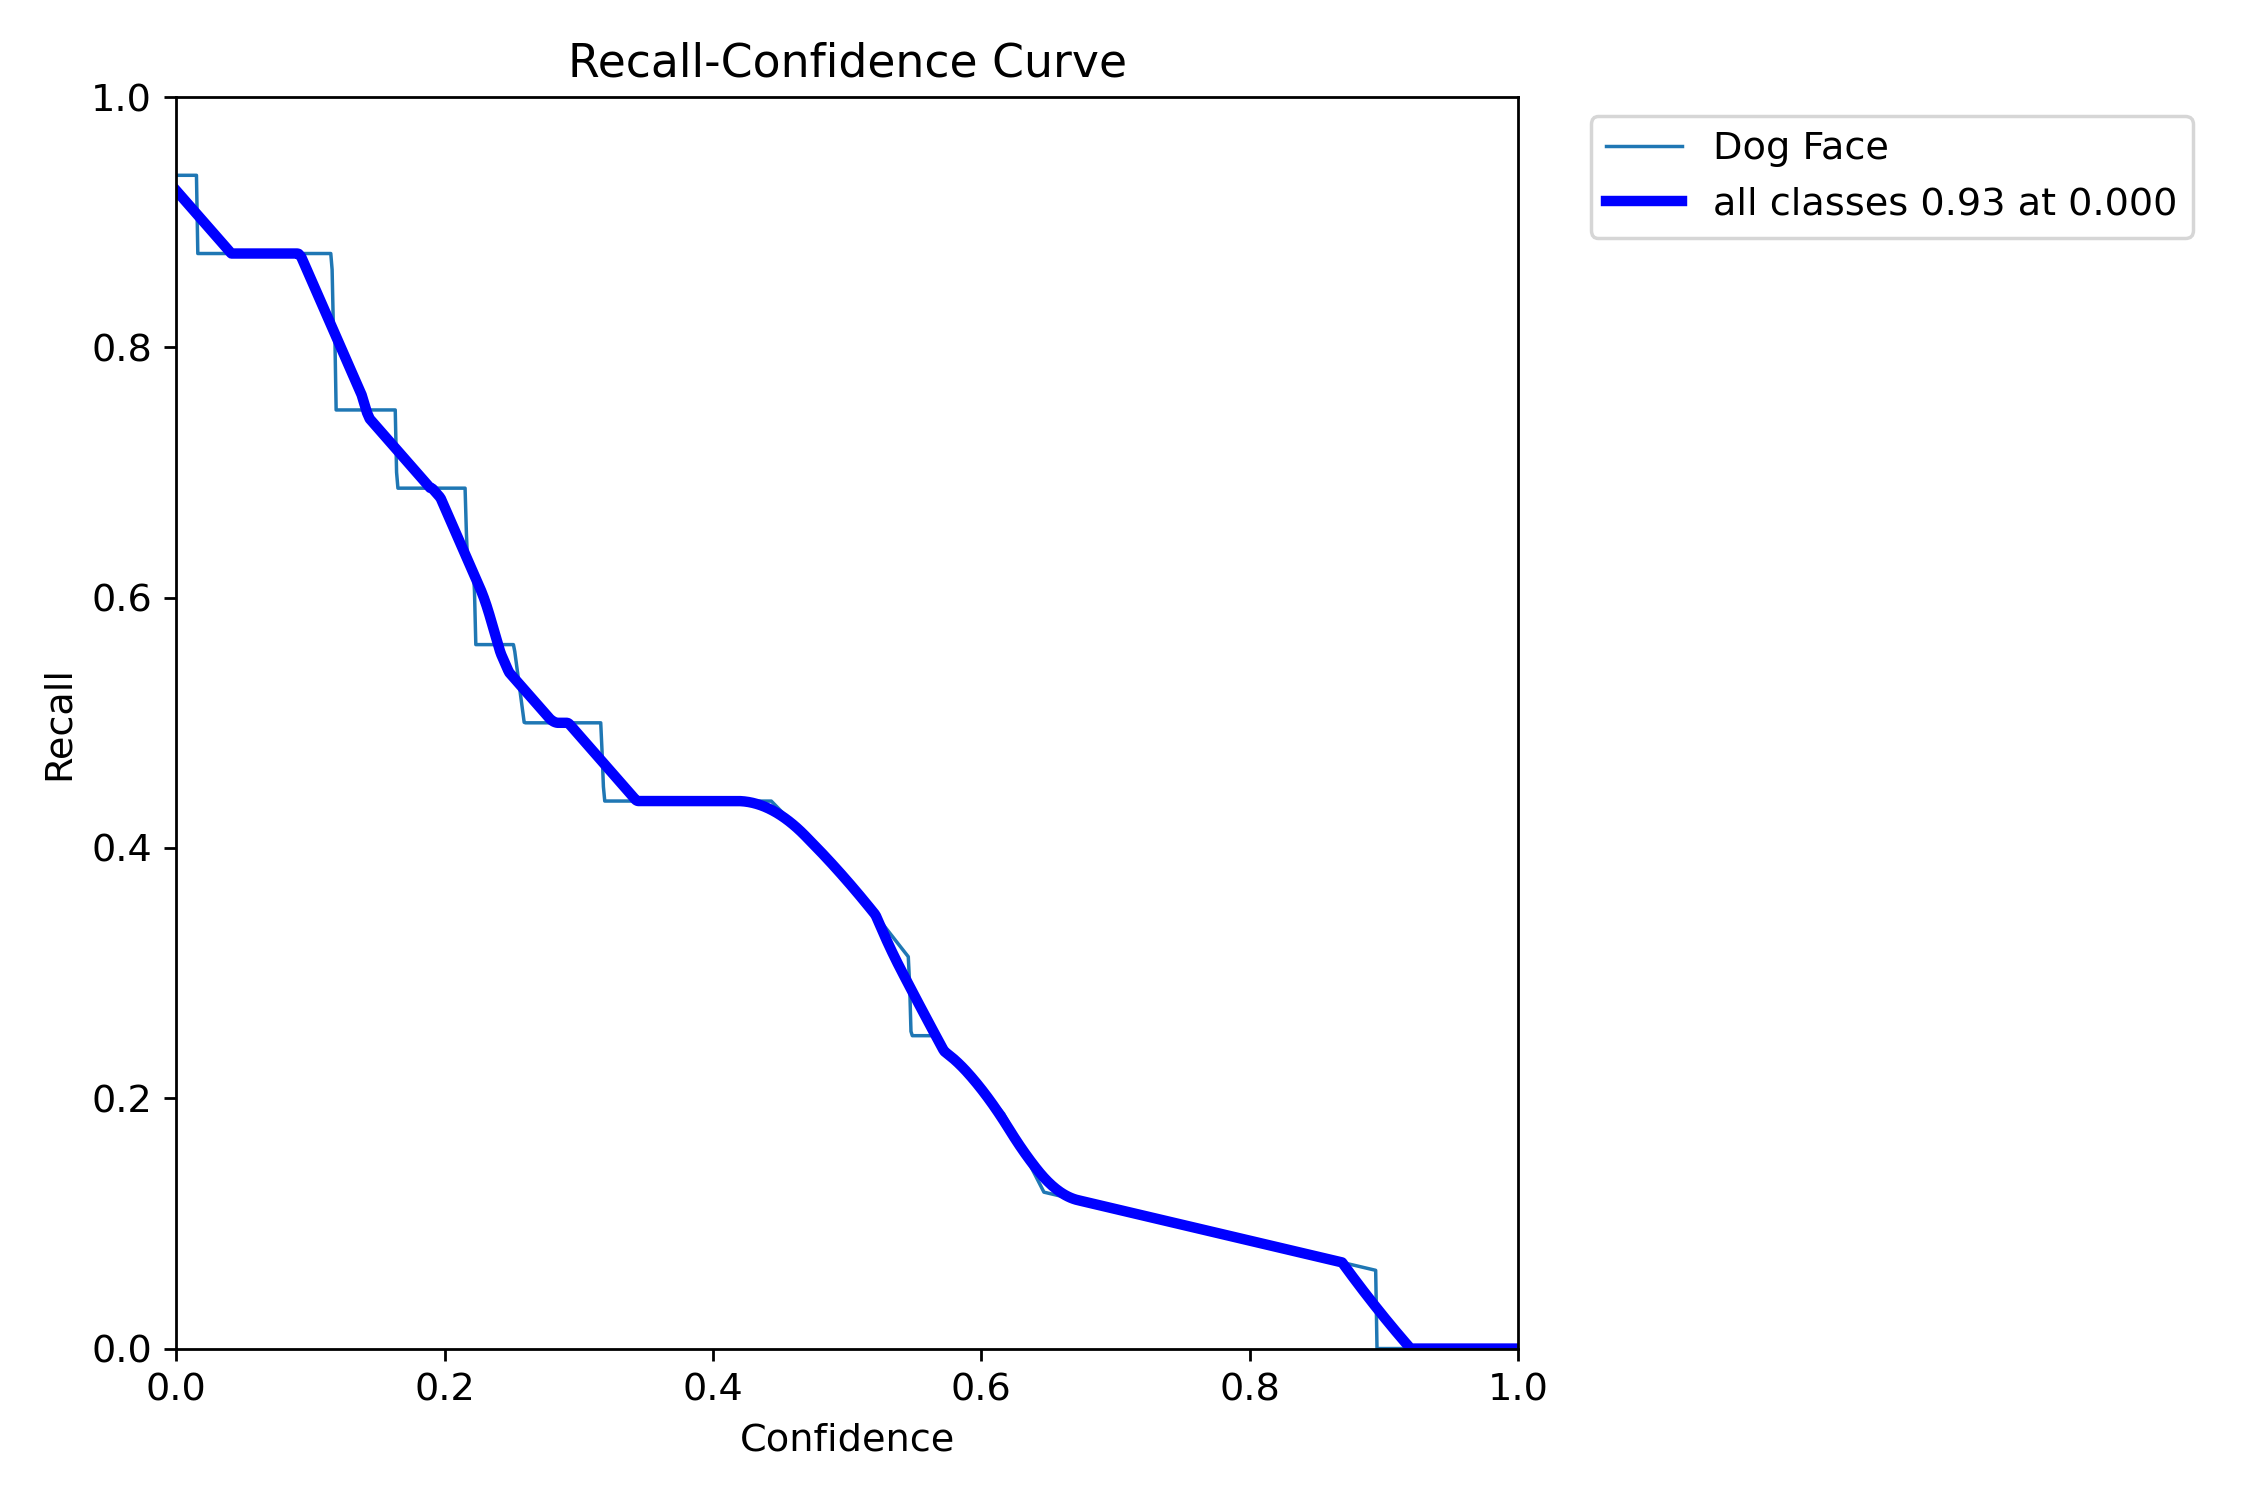 Recall-Confidence Curve
1.0
0.8
0.6
0.4
0.2
0.0
Recall
0.0 0.2 0.4 0.6 0.8 1.0
Confidence
Dog Face
all classes 0.93 at 0.000